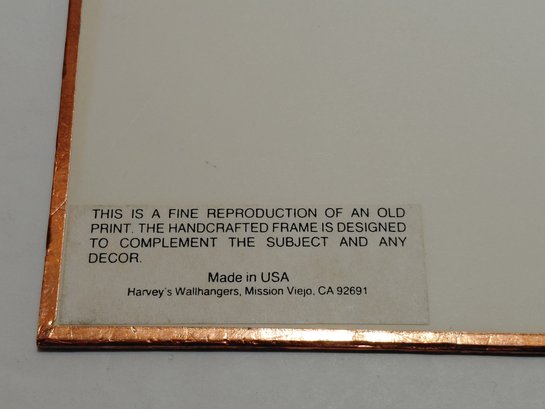 THIS IS A FINE REPRODUCTION OF AN OLD
PRINT. THE HANDCRAFTED FRAME IS DESIGNED
TO COMPLEMENT THE SUBJECT AND ANY
DECOR.
Made in USA
Harvey's Wallhangers, Mission Viejo, CA 92691